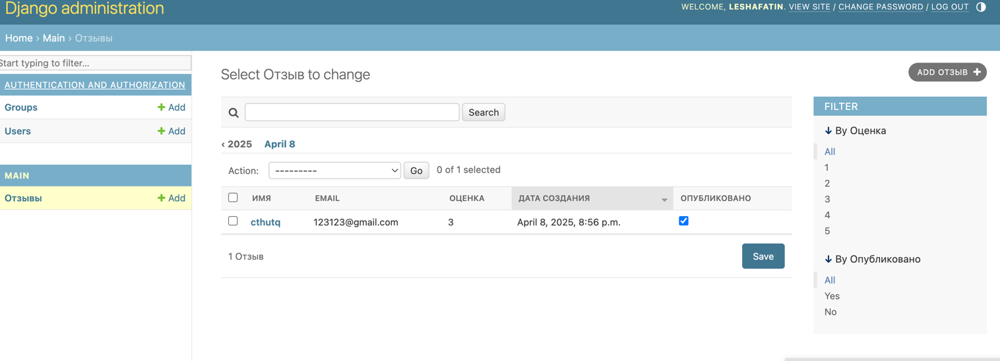 Django administration
WELCOME, LESHAFATIN. VIEW SITE / CHANGE PASSWORD / LOG OUT
Home › Main › Отзывы
Start typing to filter...
AUTHENTICATION AND AUTHORIZATION
Groups + Add
Users + Add
MAIN
Отзывы + Add
Select Отзыв to change
ADD ОТЗЫВ +
Search
‹ 2025 April 8
Action: --------- Go 0 of 1 selected
ИМЯ EMAIL ОЦЕНКА ДАТА СОЗДАНИЯ ОПУБЛИКОВАНО
cthutq 123123@gmail.com 3 April 8, 2025, 8:56 p.m.
1 Отзыв
Save
FILTER
↓ By Оценка
All
1
2
3
4
5
↓ By Опубликовано
All
Yes
No